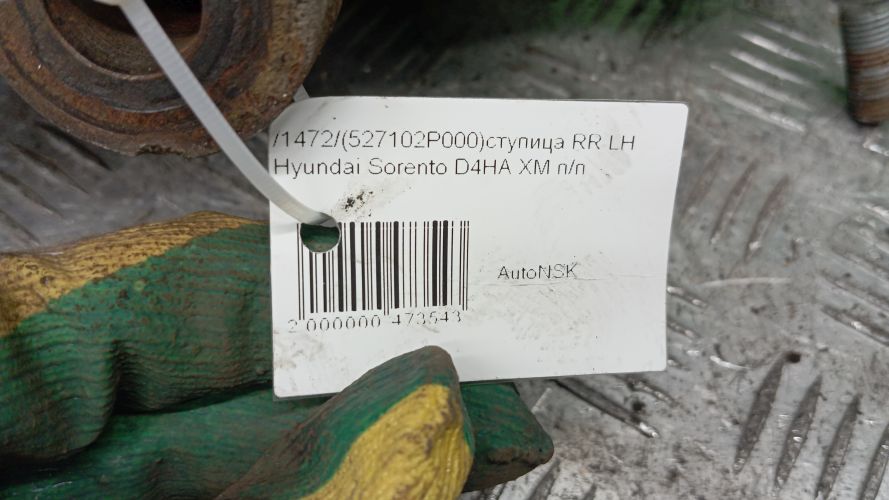 /1472/(527102P000)ступица RR LH
Hyundai Sorento D4HA XM п/п
AutoNSK
2 000000 473543